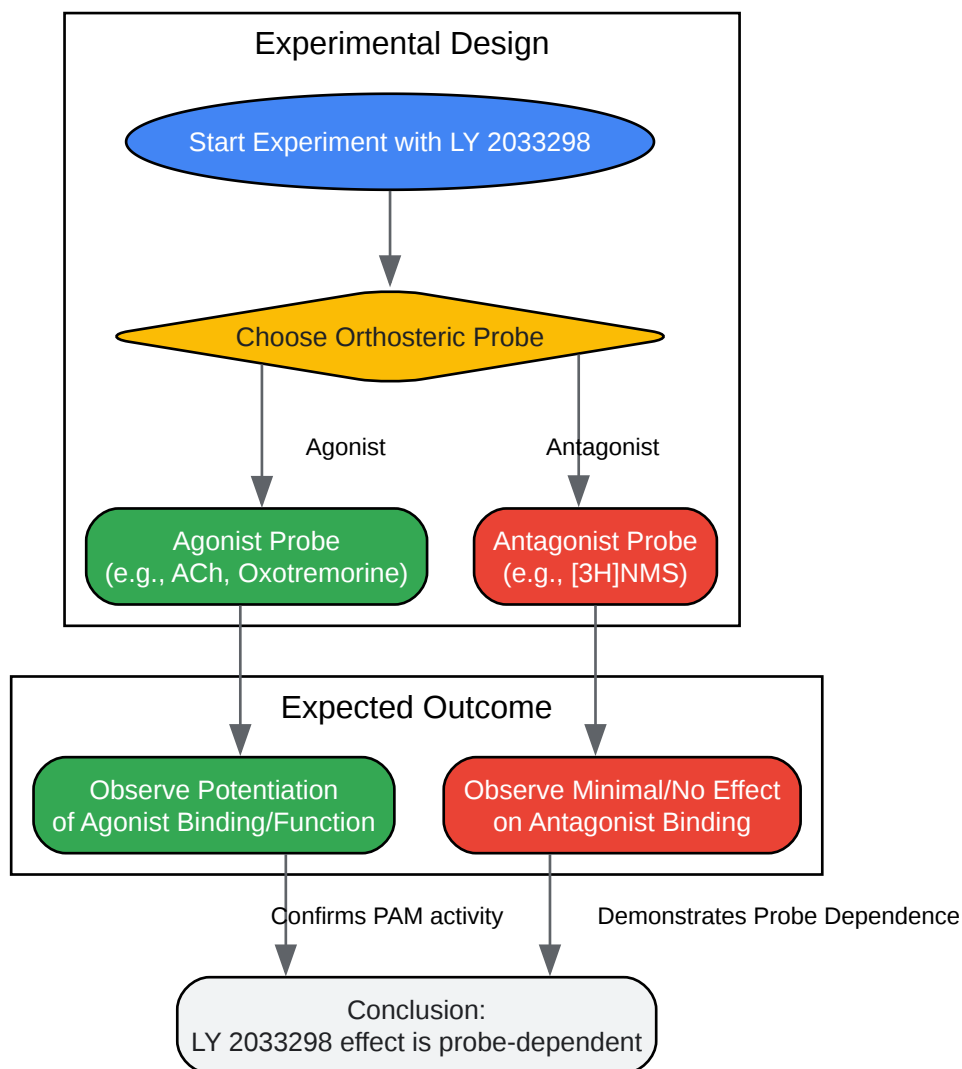 Experimental Design
Start Experiment with LY 2033298
Choose Orthosteric Probe
Agonist
Antagonist
Agonist Probe
(e.g., ACh, Oxotremorine)
Antagonist Probe
(e.g., [3H]NMS)
Expected Outcome
Observe Potentiation
of Agonist Binding/Function
Observe Minimal/No Effect
on Antagonist Binding
Confirms PAM activity
Demonstrates Probe Dependence
Conclusion:
LY 2033298 effect is probe-dependent